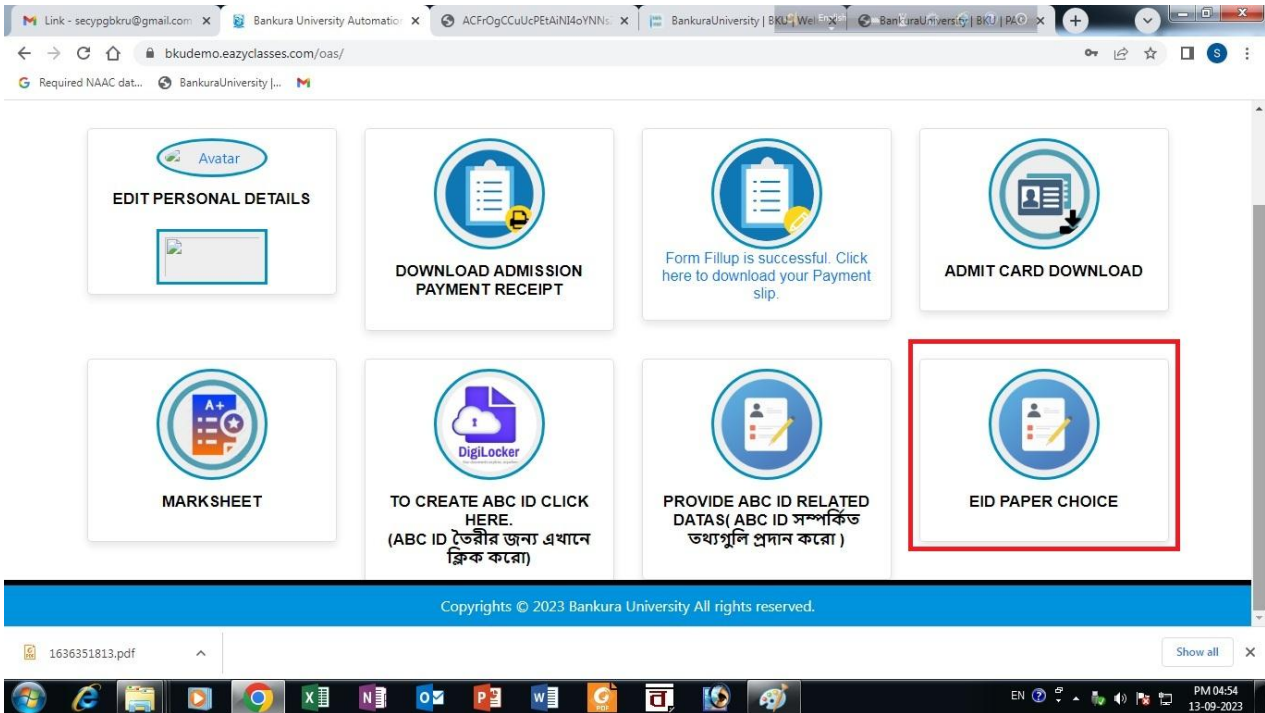 Link - secypgbkru@gmail.com
Bankura University Automatio
ACFrOgCCuUcPEtAiNI4oYNNs
BankuraUniversity | BKU | Wel
BankuraUniversity | BKU | PAG
bkudemo.eazyclasses.com/oas/
S
Required NAAC dat...
BankuraUniversity |...
Avatar
EDIT PERSONAL DETAILS
DOWNLOAD ADMISSION
PAYMENT RECEIPT
Form Fillup is successful. Click
here to download your Payment
slip.
ADMIT CARD DOWNLOAD
A+
MARKSHEET
DigiLocker
TO CREATE ABC ID CLICK
HERE.
(ABC ID তৈরীর জন্য এখানে
ক্লিক করো)
PROVIDE ABC ID RELATED
DATAS( ABC ID সম্পর্কিত
তথ্যগুলি প্রদান করো )
EID PAPER CHOICE
Copyrights © 2023 Bankura University All rights reserved.
1636351813.pdf
Show all
EN
PM 04:54
13-09-2023